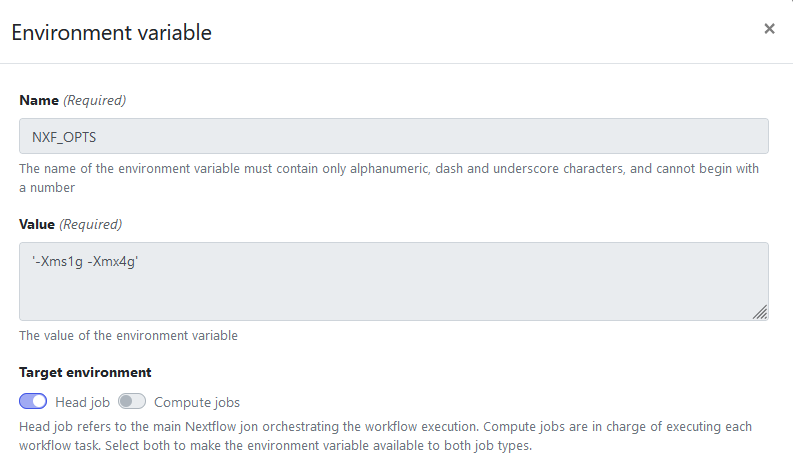 Environment variable
×
Name (Required)
NXF_OPTS
The name of the environment variable must contain only alphanumeric, dash and underscore characters, and cannot begin with
a number
Value (Required)
'-Xms1g -Xmx4g'
The value of the environment variable
Target environment
Head job Compute jobs
Head job refers to the main Nextflow jon orchestrating the workflow execution. Compute jobs are in charge of executing each
workflow task. Select both to make the environment variable available to both job types.